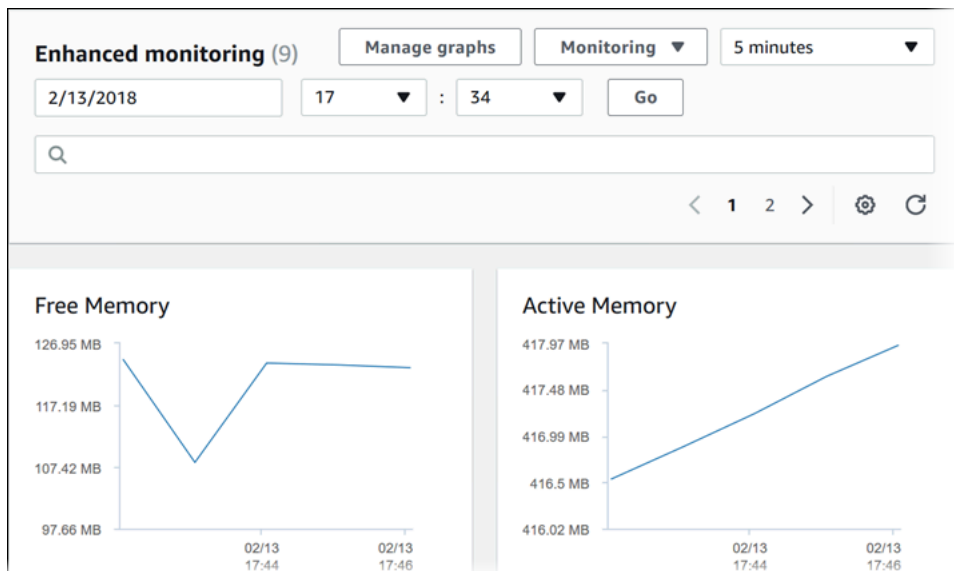 Enhanced monitoring (9) Manage graphs Monitoring 5 minutes
2/13/2018 17 : 34 Go
1 2
Free Memory
126.95 MB
117.19 MB
107.42 MB
97.66 MB
02/13 02/13
17:44 17:46
Active Memory
417.97 MB
417.48 MB
416.99 MB
416.5 MB
416.02 MB
02/13 02/13
17:44 17:46